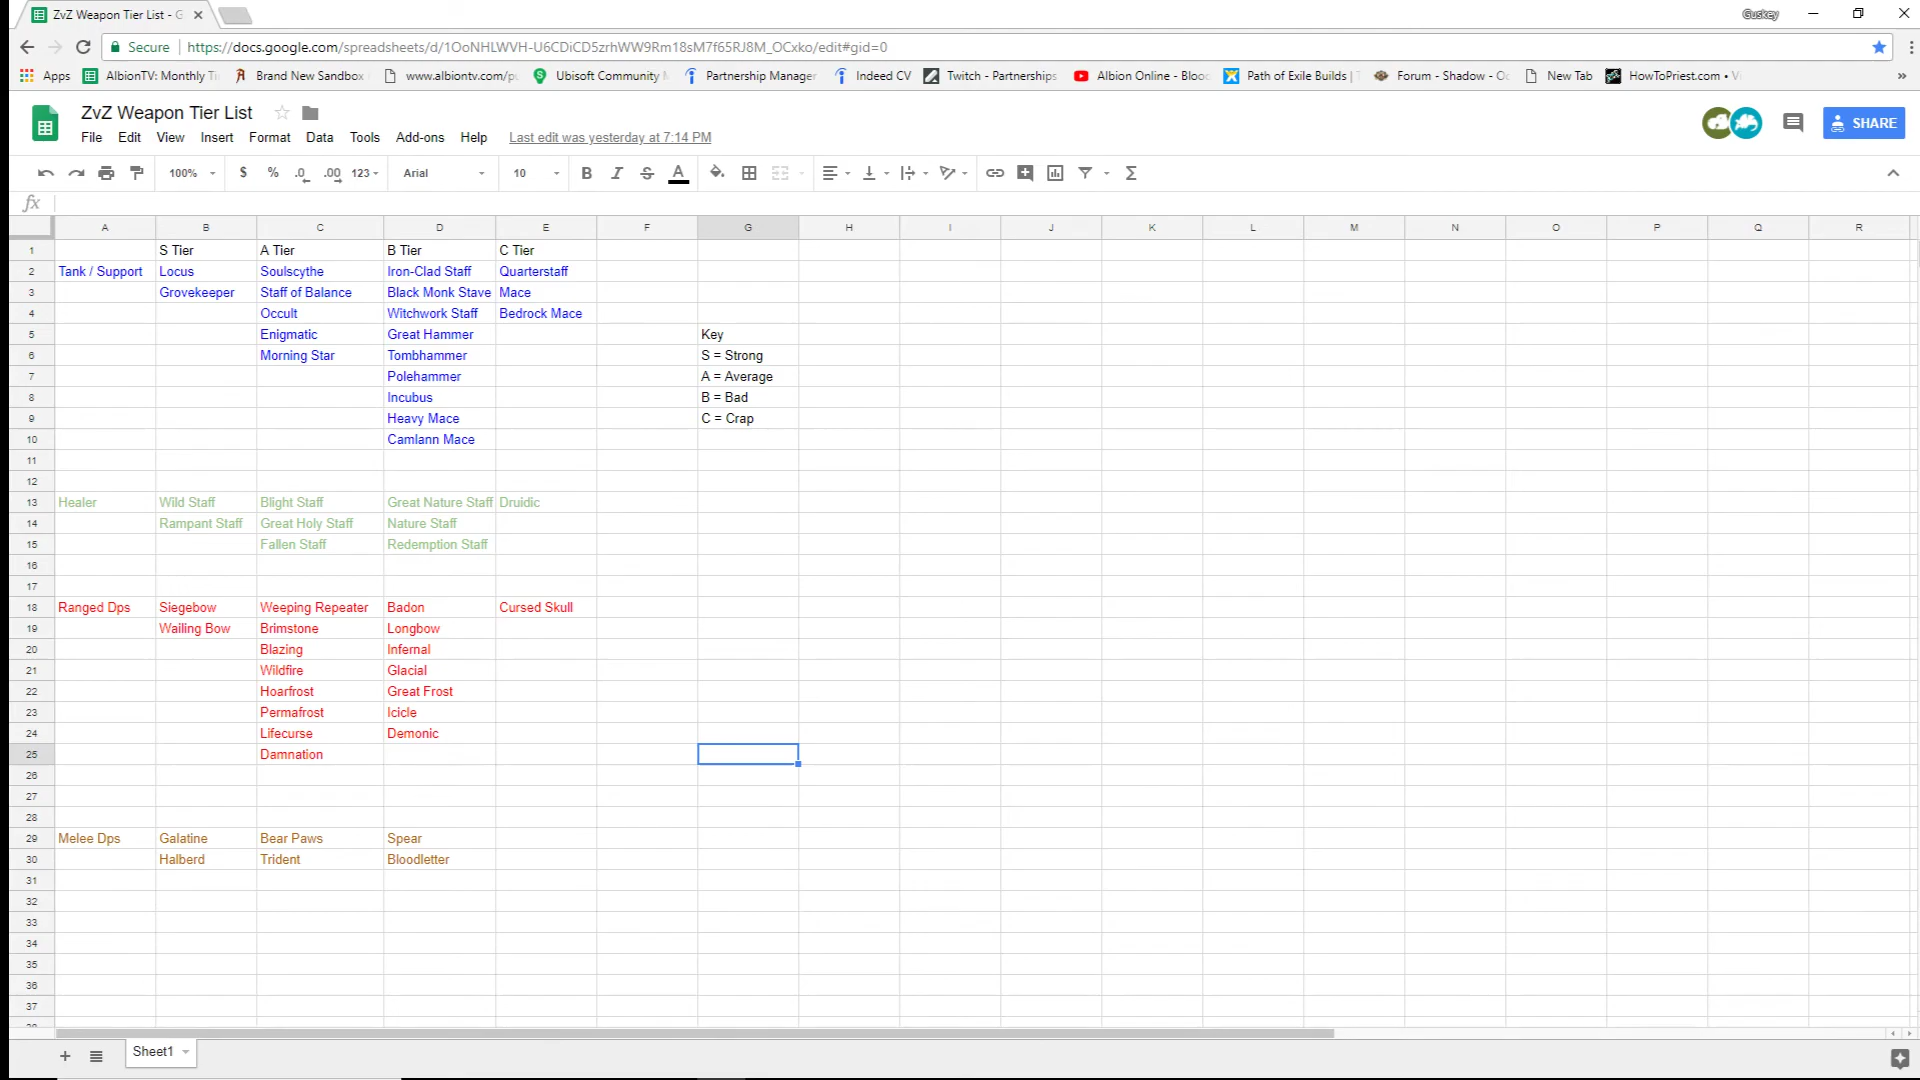 ZvZ Weapon Tier List - G
Guskey
Secure https://docs.google.com/spreadsheets/d/1OoNHLWVH-U6CDiCD5zrhWW9Rm18sM7f65RJ8M_OCxko/edit#gid=0
Apps AlbionTV: Monthly Ti Brand New Sandbox www.albiontv.com/pu Ubisoft Community Partnership Manager Indeed CV Twitch - Partnerships Albion Online - Bloo Path of Exile Builds | Forum - Shadow - Oc New Tab HowToPriest.com • Vi »
ZvZ Weapon Tier List
SHARE
File Edit View Insert Format Data Tools Add-ons Help Last edit was yesterday at 7:14 PM
100% $ % .0 .00 123 Arial 10 B I S A Σ
fx
A B C D E F G H I J K L M N O P Q R
1 S Tier A Tier B Tier C Tier
2 Tank / Support Locus Soulscythe Iron-Clad Staff Quarterstaff
3 Grovekeeper Staff of Balance Black Monk Stave Mace
4 Occult Witchwork Staff Bedrock Mace
5 Enigmatic Great Hammer Key
6 Morning Star Tombhammer S = Strong
7 Polehammer A = Average
8 Incubus B = Bad
9 Heavy Mace C = Crap
10 Camlann Mace
11
12
13 Healer Wild Staff Blight Staff Great Nature Staff Druidic
14 Rampant Staff Great Holy Staff Nature Staff
15 Fallen Staff Redemption Staff
16
17
18 Ranged Dps Siegebow Weeping Repeater Badon Cursed Skull
19 Wailing Bow Brimstone Longbow
20 Blazing Infernal
21 Wildfire Glacial
22 Hoarfrost Great Frost
23 Permafrost Icicle
24 Lifecurse Demonic
25 Damnation
26
27
28
29 Melee Dps Galatine Bear Paws Spear
30 Halberd Trident Bloodletter
31
32
33
34
35
36
37
Sheet1